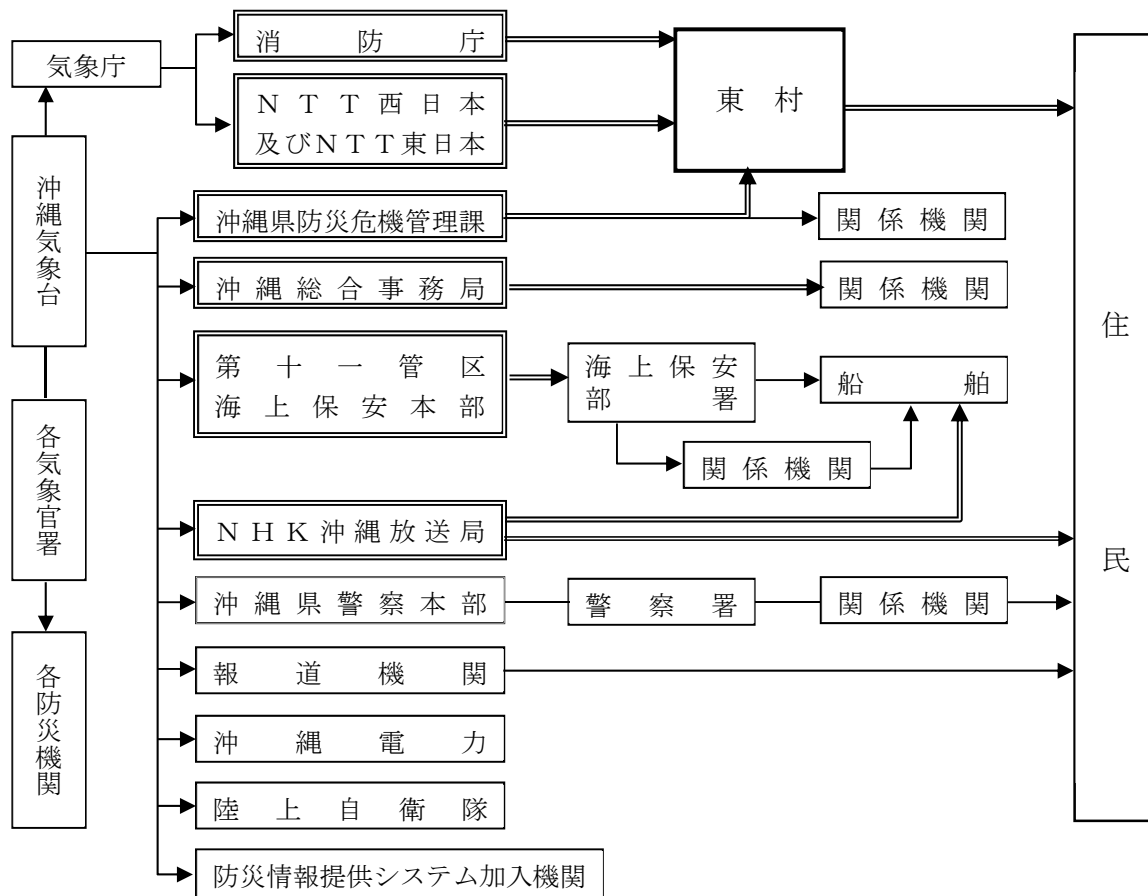 消防庁
気象庁
NTT西日本
及びNTT東日本
東村
沖縄気象台
沖縄県防災危機管理課
関係機関
沖縄総合事務局
関係機関
住民
第十一管区
海上保安本部
海上保安
部署
船舶
関係機関
各気象官署
NHK沖縄放送局
沖縄県警察本部
警察署
関係機関
各防災機関
報道機関
沖縄電力
陸上自衛隊
防災情報提供システム加入機関